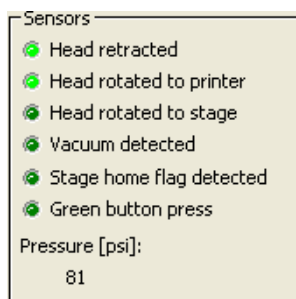 Sensors
Head retracted
Head rotated to printer
Head rotated to stage
Vacuum detected
Stage home flag detected
Green button press
Pressure [psi]:
81